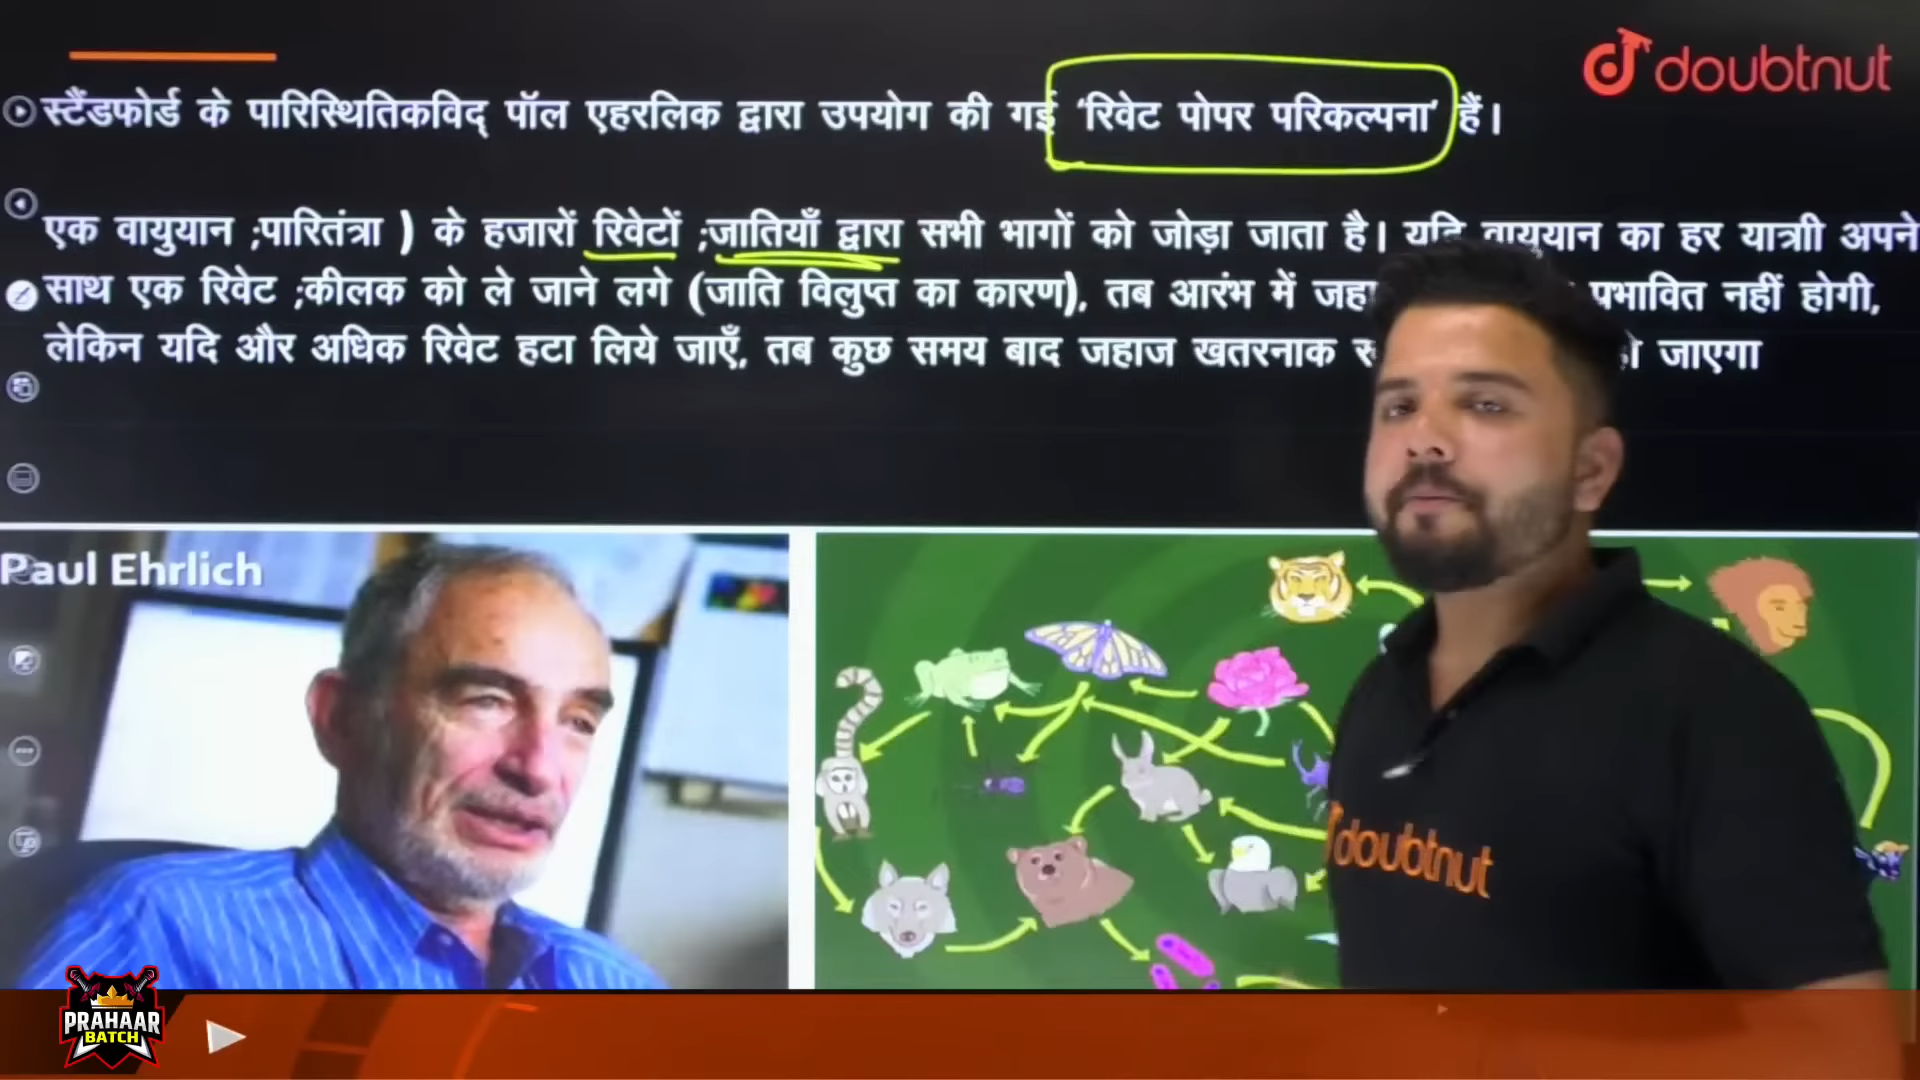 doubtnut
स्टैंडफोर्ड के पारिस्थितिकविद् पॉल एहरलिक द्वारा उपयोग की गई 'रिवेट पोपर परिकल्पना' हैं।
एक वायुयान ;पारितंत्रा ) के हजारों रिवेटों ;जातियाँ द्वारा सभी भागों को जोड़ा जाता है। यदि वायुयान का हर यात्राी अपने
साथ एक रिवेट ;कीलक को ले जाने लगे (जाति विलुप्त का कारण), तब आरंभ में प्रभावित नहीं होगी,
लेकिन यदि और अधिक रिवेट हटा लिये जाएँ, तब कुछ समय बाद जहाज खतरनाक जाएगा
Paul Ehrlich
doubtnut
PRAHAAR
BATCH